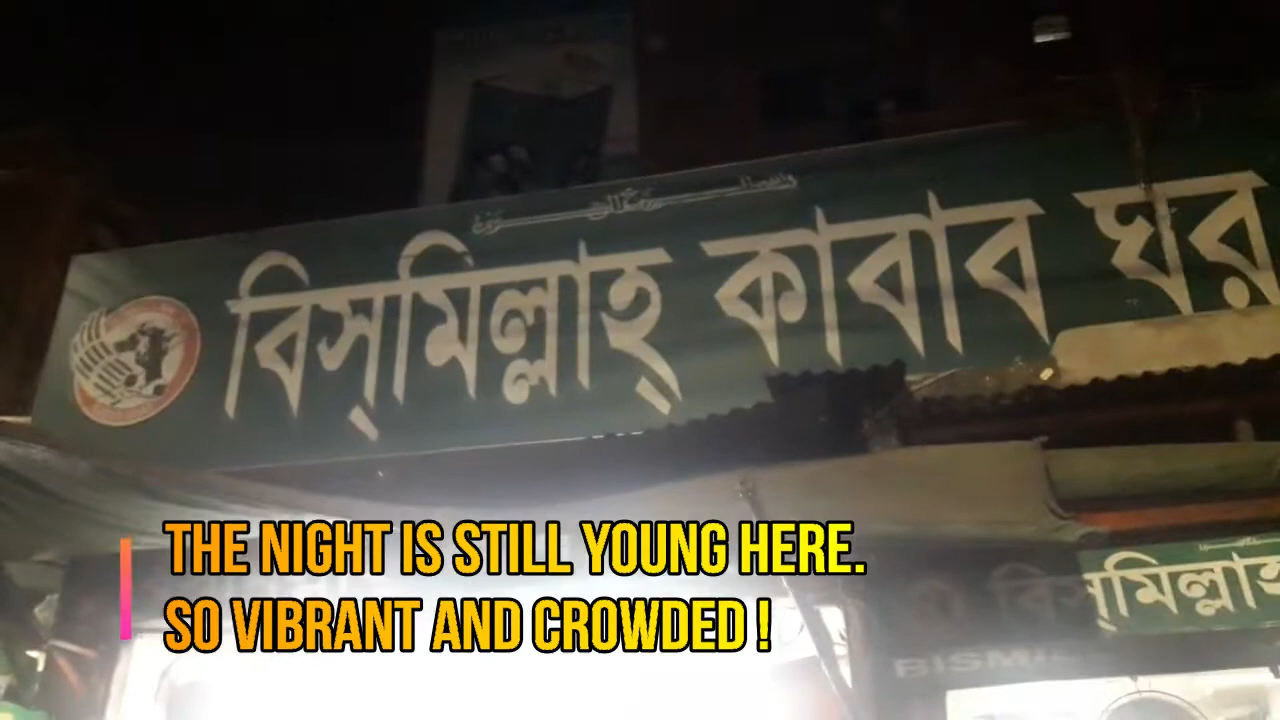 বিস্‌মিল্লাহ্‌ কাবাব ঘর
THE NIGHT IS STILL YOUNG HERE.
SO VIBRANT AND CROWDED !
বিস্‌মিল্লাহ